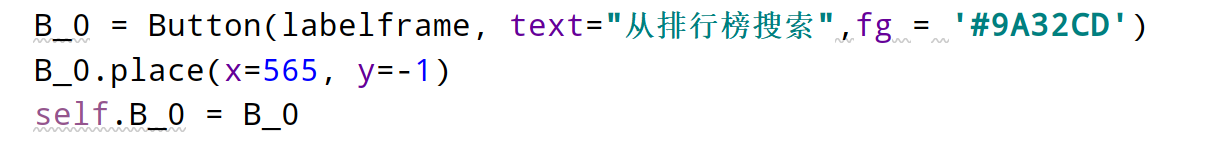 B_0 = Button(labelframe, text="从排行榜搜索",fg = '#9A32CD')
B_0.place(x=565, y=-1)
self.B_0 = B_0